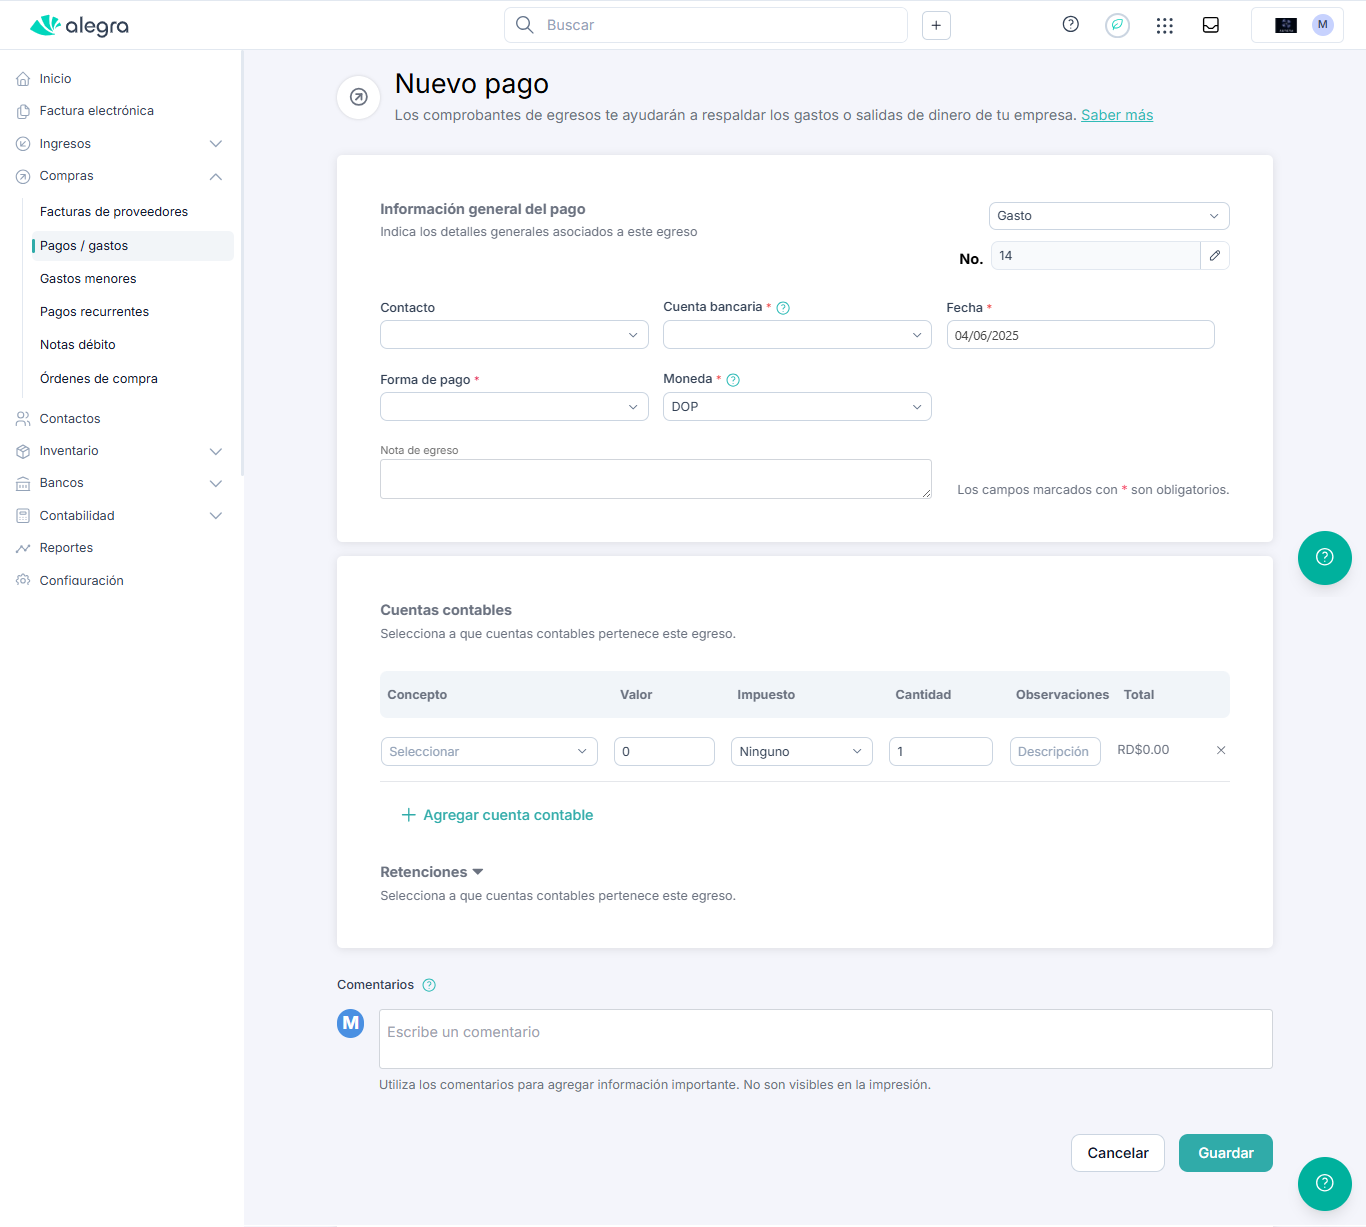 alegra
Buscar
M
Inicio
Factura electrónica
Ingresos
Compras
Facturas de proveedores
Pagos / gastos
Gastos menores
Pagos recurrentes
Notas débito
Órdenes de compra
Contactos
Inventario
Bancos
Contabilidad
Reportes
Configuración
Nuevo pago
Los comprobantes de egresos te ayudarán a respaldar los gastos o salidas de dinero de tu empresa. Saber más
Información general del pago
Indica los detalles generales asociados a este egreso
Gasto
No. 14
Contacto
Cuenta bancaria *
Fecha *
04/06/2025
Forma de pago *
Moneda *
DOP
Nota de egreso
Los campos marcados con * son obligatorios.
Cuentas contables
Selecciona a que cuentas contables pertenece este egreso.
Concepto Valor Impuesto Cantidad Observaciones Total
Seleccionar 0 Ninguno 1 Descripción RD$0.00
+ Agregar cuenta contable
Retenciones
Selecciona a que cuentas contables pertenece este egreso.
Comentarios
M
Escribe un comentario
Utiliza los comentarios para agregar información importante. No son visibles en la impresión.
Cancelar
Guardar